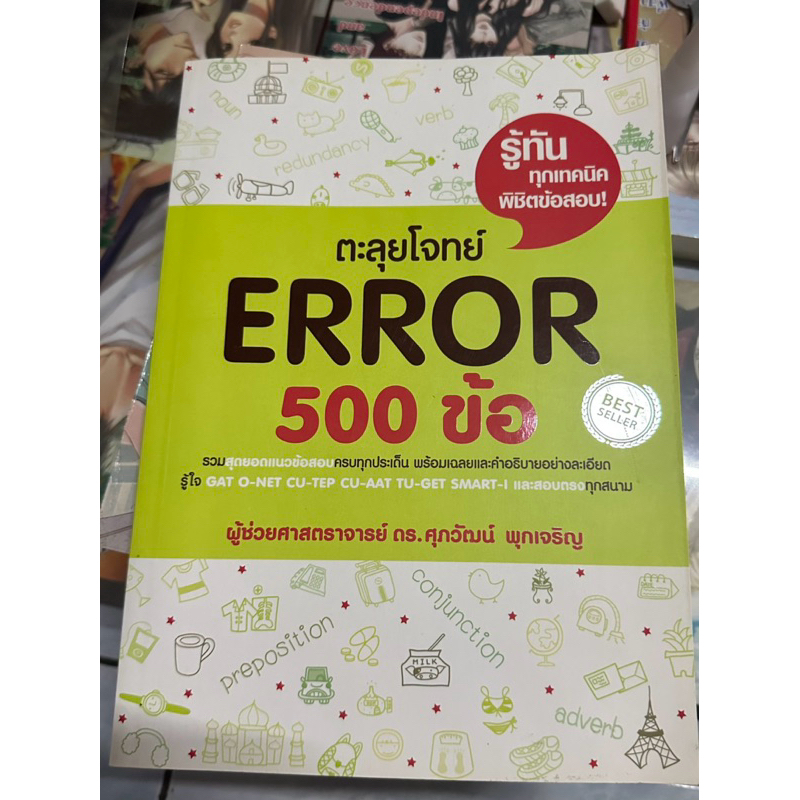 noun
verb
redundancy
รู้ทัน
ทุกเทคนิค
พิชิตข้อสอบ!
ตะลุยโจทย์
ERROR
500 ข้อ
BEST
SELLER
รวมสุดยอดแนวข้อสอบครบทุกประเด็น พร้อมเฉลยและคำอธิบายอย่างละเอียด
รู้ใจ GAT O-NET CU-TEP CU-AAT TU-GET SMART-I และสอบตรงทุกสนาม
ผู้ช่วยศาสตราจารย์ ดร.ศุภวัฒน์ พุกเจริญ
conjunction
preposition
MILK
adverb